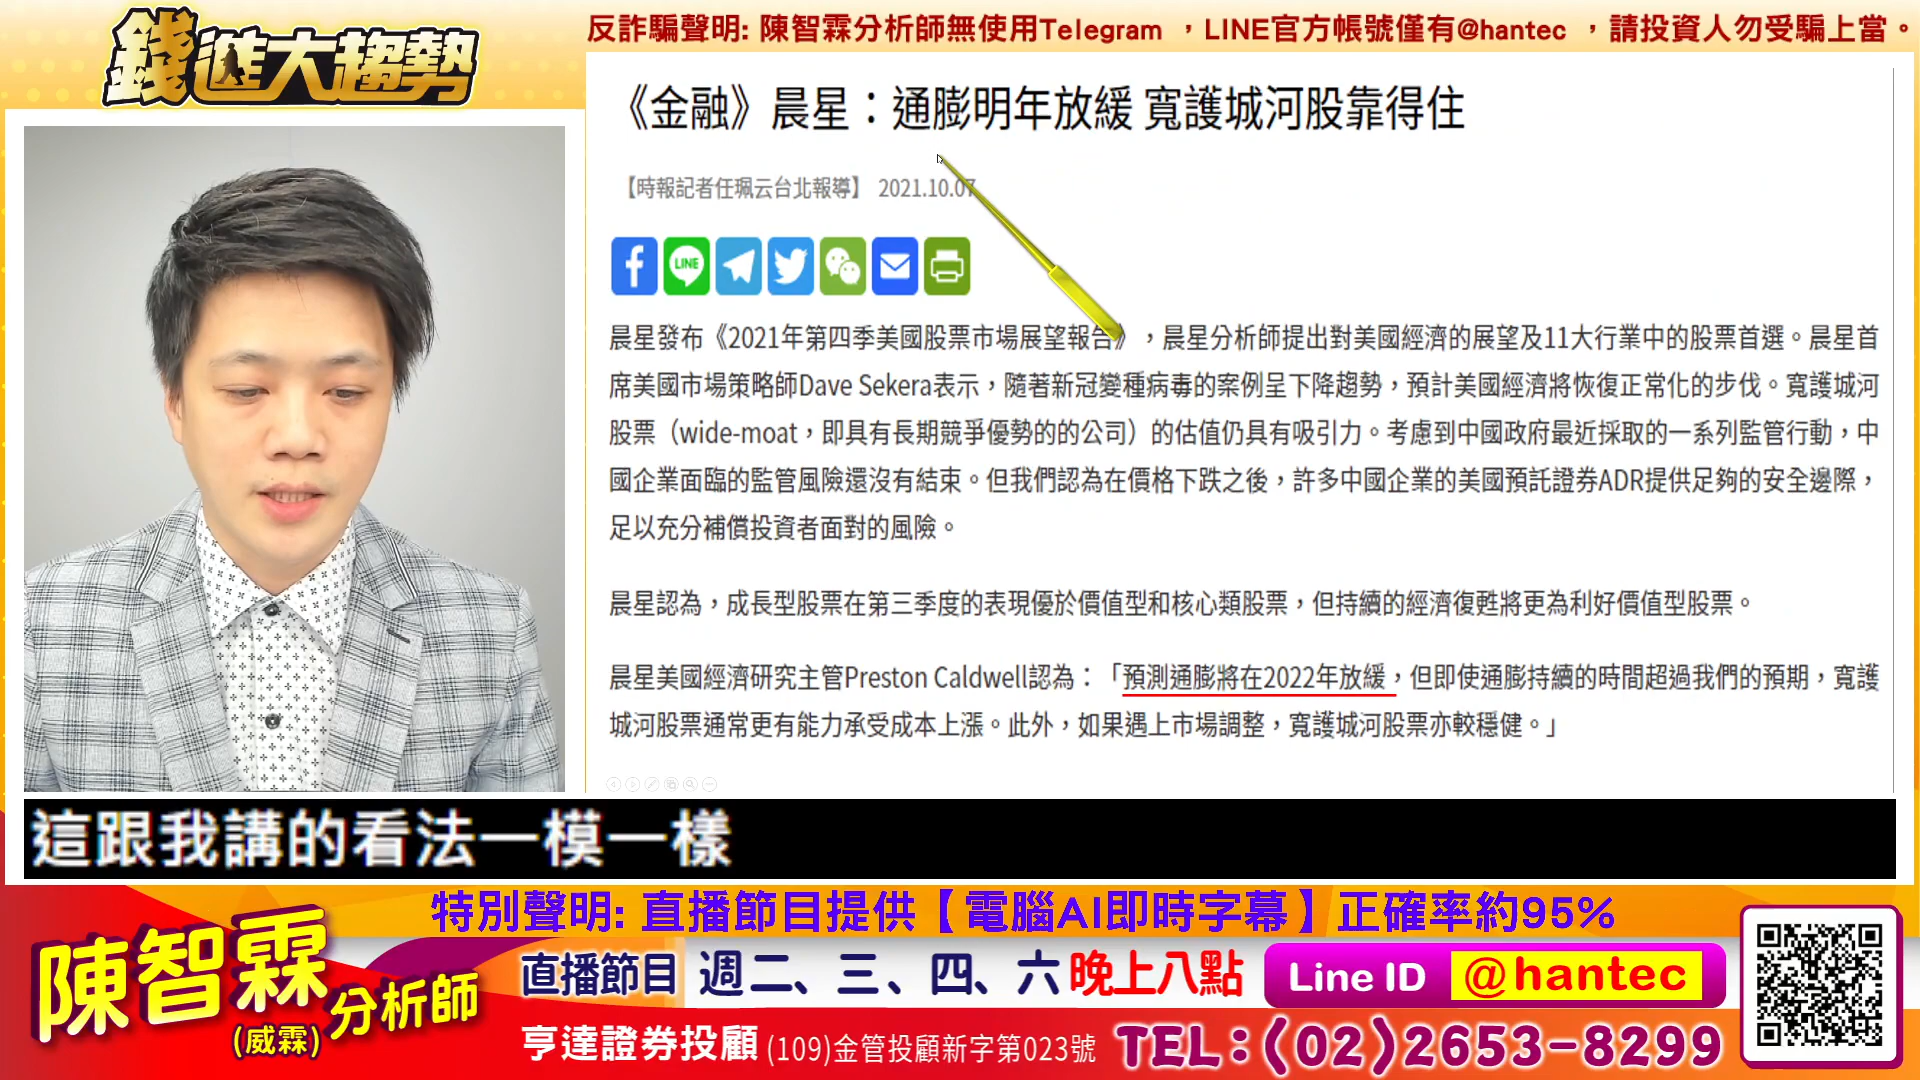 錢進大趨勢
反詐騙聲明: 陳智霖分析師無使用Telegram ，LINE官方帳號僅有@hantec ，請投資人勿受騙上當。
《金融》晨星：通膨明年放緩 寬護城河股靠得住
【時報記者任珮云台北報導】 2021.10.07
LINE
晨星發布《2021年第四季美國股票市場展望報告》，晨星分析師提出對美國經濟的展望及11大行業中的股票首選。晨星首
席美國市場策略師Dave Sekera表示，隨著新冠變種病毒的案例呈下降趨勢，預計美國經濟將恢復正常化的步伐。寬護城河
股票（wide-moat，即具有長期競爭優勢的的公司）的估值仍具有吸引力。考慮到中國政府最近採取的一系列監管行動，中
國企業面臨的監管風險還沒有結束。但我們認為在價格下跌之後，許多中國企業的美國預託證券ADR提供足夠的安全邊際，
足以充分補償投資者面對的風險。
晨星認為，成長型股票在第三季度的表現優於價值型和核心類股票，但持續的經濟復甦將更為利好價值型股票。
晨星美國經濟研究主管Preston Caldwell認為：「預測通膨將在2022年放緩，但即使通膨持續的時間超過我們的預期，寬護
城河股票通常更有能力承受成本上漲。此外，如果遇上市場調整，寬護城河股票亦較穩健。」
這跟我講的看法一模一樣
特別聲明: 直播節目提供【電腦AI即時字幕】正確率約95%
陳智霖分析師
(威霖)
直播節目 週二、三、四、六晚上八點
Line ID @hantec
亨達證券投顧 (109)金管投顧新字第023號 TEL:(02)2653-8299